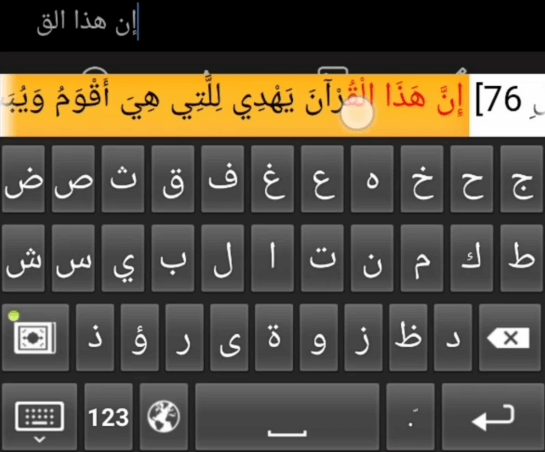 إن هذا الق
76] إِنَّ هَذَا الْقُرْآنَ يَهْدِي لِلَّتِي هِيَ أَقْوَمُ وَيُبَ
ض ص ث ق ف غ ع ه خ ح ج
ش س ي ب ل ا ت ن م ك ط
ذ ؤ ر ى ة و ز ظ د
123